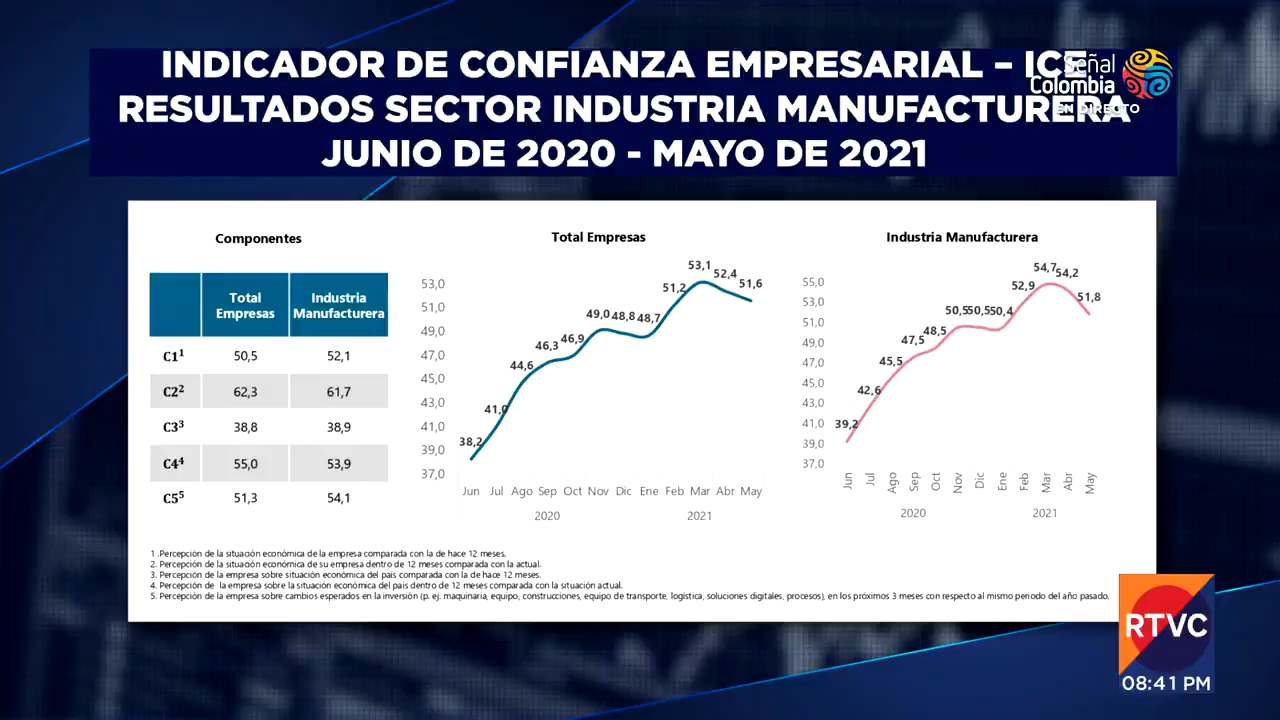 INDICADOR DE CONFIANZA EMPRESARIAL – ICE
RESULTADOS SECTOR INDUSTRIA MANUFACTURERA
JUNIO DE 2020 - MAYO DE 2021
Señal
Colombia
EN DIRECTO
Componentes
Total Empresas
Industria Manufacturera
Total
Empresas
Industria
Manufacturera
C1¹ 50,5 52,1
C2² 62,3 61,7
C3³ 38,8 38,9
C4⁴ 55,0 53,9
C5⁵ 51,3 54,1
53,0
51,0
49,0
47,0
45,0
43,0
41,0
39,0
37,0
38,2 41,0 44,6 46,3 46,9 49,0 48,8 48,7 51,2 53,1 52,4 51,6
Jun Jul Ago Sep Oct Nov Dic Ene Feb Mar Abr May
2020 2021
55,0
53,0
51,0
49,0
47,0
45,0
43,0
41,0
39,0
37,0
39,2 42,6 45,5 47,5 48,5 50,5 50,5 50,4 52,9 54,7 54,2 51,8
Jun Jul Ago Sep Oct Nov Dic Ene Feb Mar Abr May
2020 2021
1 .Percepción de la situación económica de la empresa comparada con la de hace 12 meses.
2. Percepción de la situación económica de su empresa dentro de 12 meses comparada con la actual.
3. Percepción de la empresa sobre situación económica del país comparada con la de hace 12 meses.
4. Percepción de la empresa sobre la situación económica del país dentro de 12 meses comparada con la situación actual.
5. Percepción de la empresa sobre cambios esperados en la inversión (p. ej. maquinaria, equipo, construcciones, equipo de transporte, logística, soluciones digitales, procesos), en los próximos 3 meses con respecto al mismo periodo del año pasado.
RTVC
08:41 PM